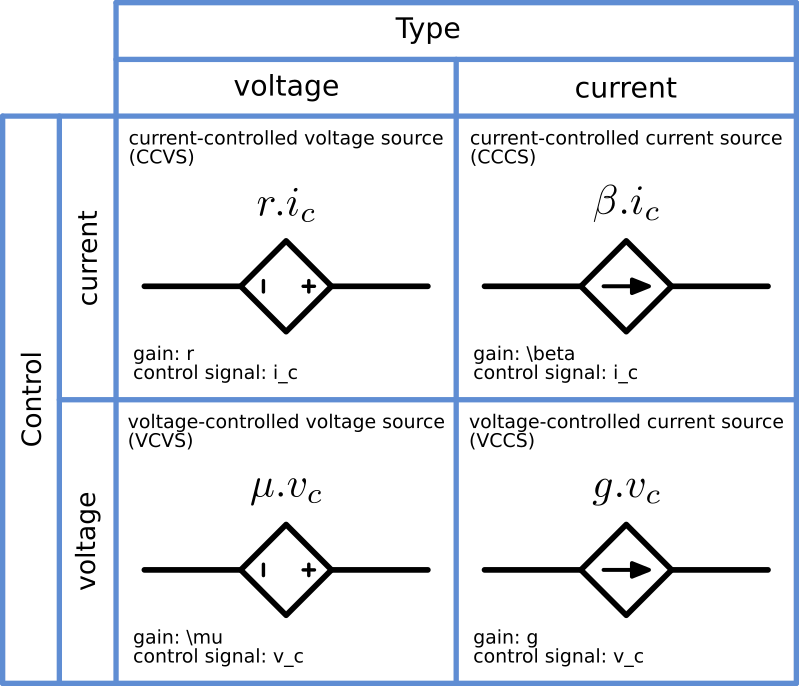 Type
voltage
current
Control
current
current-controlled voltage source
(CCVS)
r.i_c
− +
gain: r
control signal: i_c
current-controlled current source
(CCCS)
β.i_c
gain: \beta
control signal: i_c
voltage
voltage-controlled voltage source
(VCVS)
μ.v_c
− +
gain: \mu
control signal: v_c
voltage-controlled current source
(VCCS)
g.v_c
gain: g
control signal: v_c